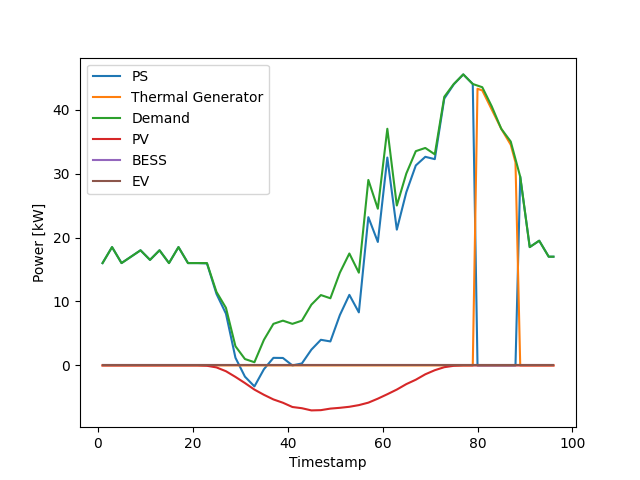 PS
Thermal Generator
Demand
PV
BESS
EV
Power [kW]
40
30
20
10
0
0 20 40 60 80 100
Timestamp